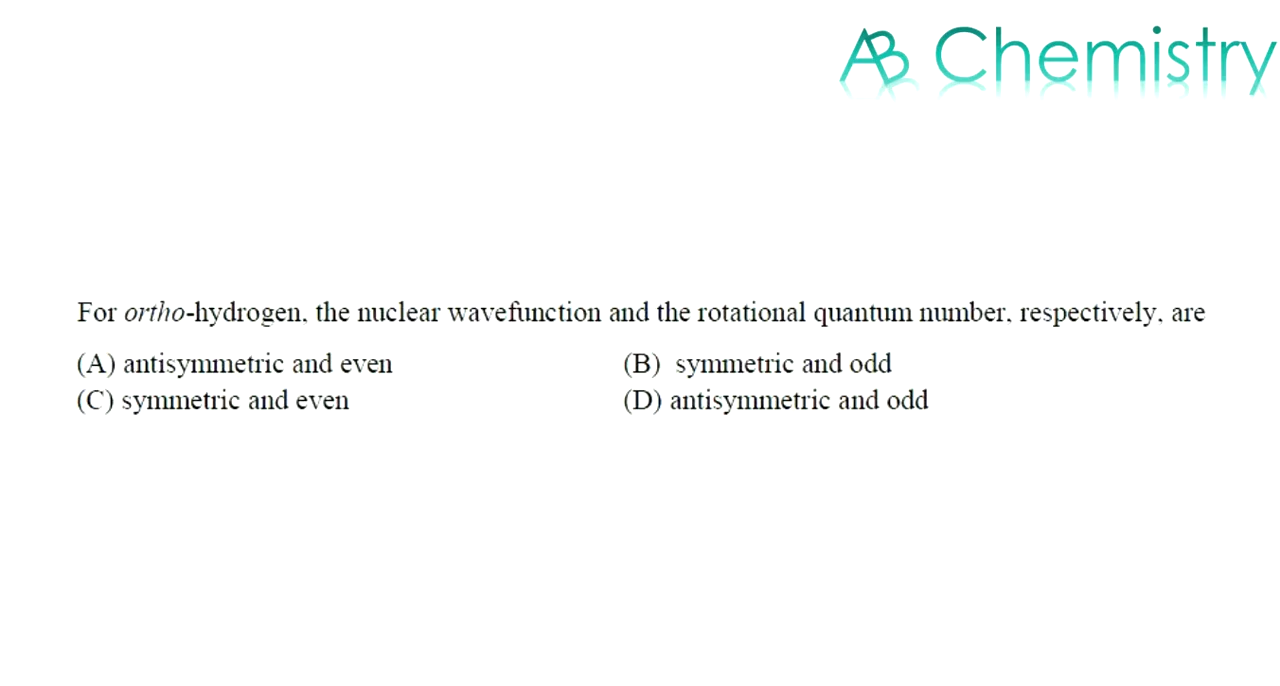 AB Chemistry
For ortho-hydrogen, the nuclear wavefunction and the rotational quantum number, respectively, are
(A) antisymmetric and even (B) symmetric and odd
(C) symmetric and even (D) antisymmetric and odd